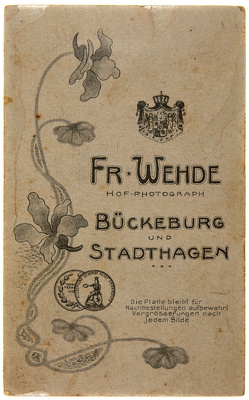 FR. WEHDE
HOF-PHOTOGRAPH
BÜCKEBURG
UND
STADTHAGEN
Die Platte bleibt für
Nachbestellungen aufbewahrt
Vergrösserungen nach
jedem Bilde